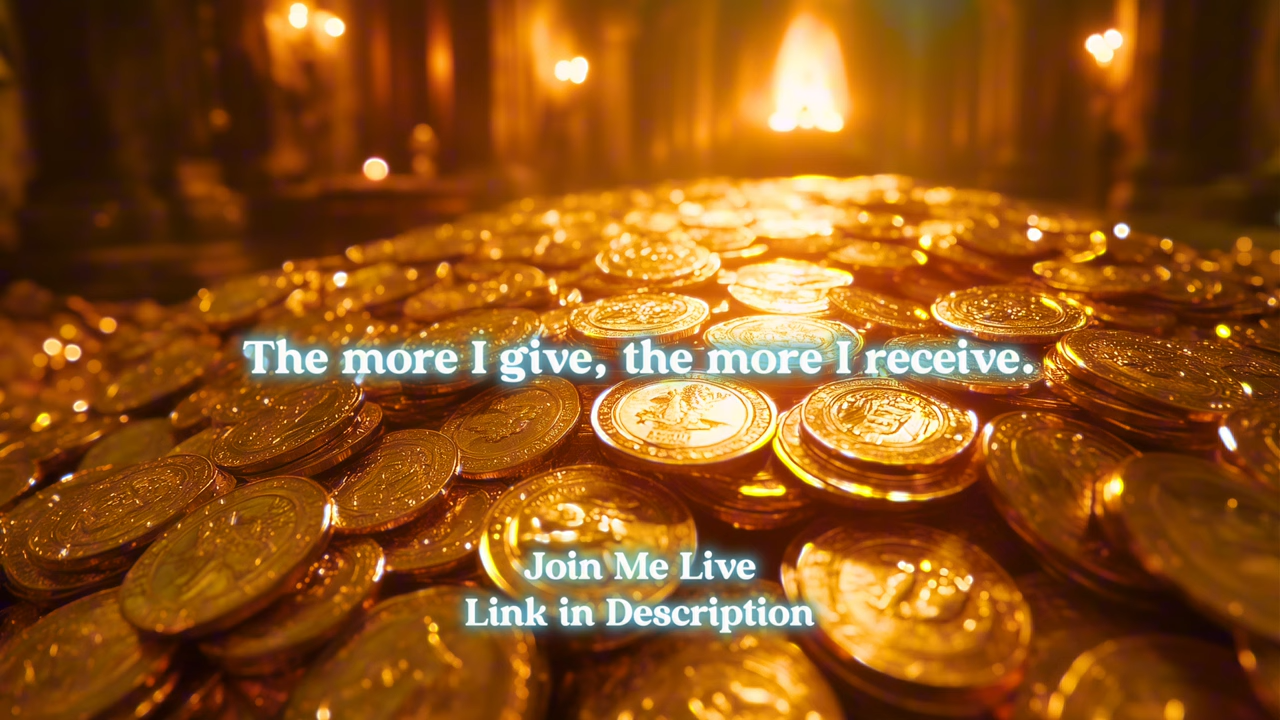 The more I give, the more I receive.
Join Me Live
Link in Description